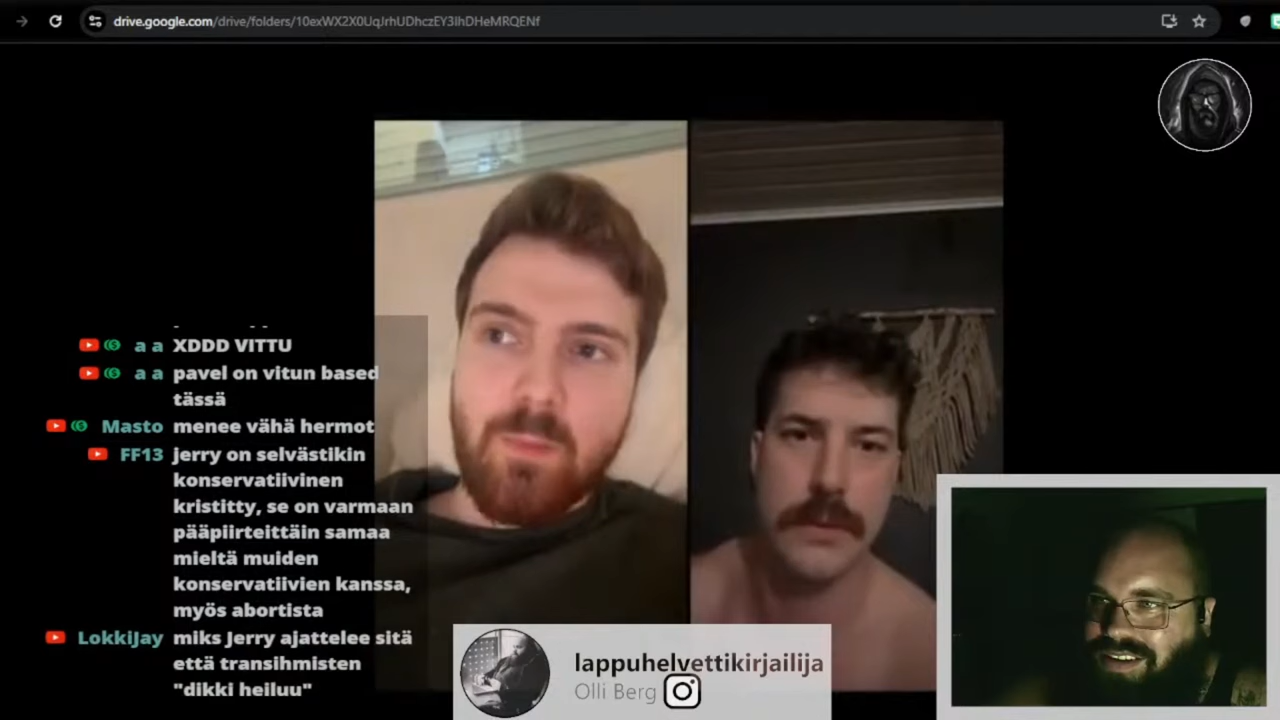 drive.google.com/drive/folders/10exWX2X0UqJrhUDhczEY3IhDHeMRQENf
a a XDDD VITTU
a a pavel on vitun based
tässä
Masto menee vähä hermot
FF13 jerry on selvästikin
konservatiivinen
kristitty, se on varmaan
pääpiirteittäin samaa
mieltä muiden
konservatiivien kanssa,
myös abortista
LokkiJay miks Jerry ajattelee sitä
että transihmisten
"dikki heiluu"
lappuhelvettikirjailija
Olli Berg